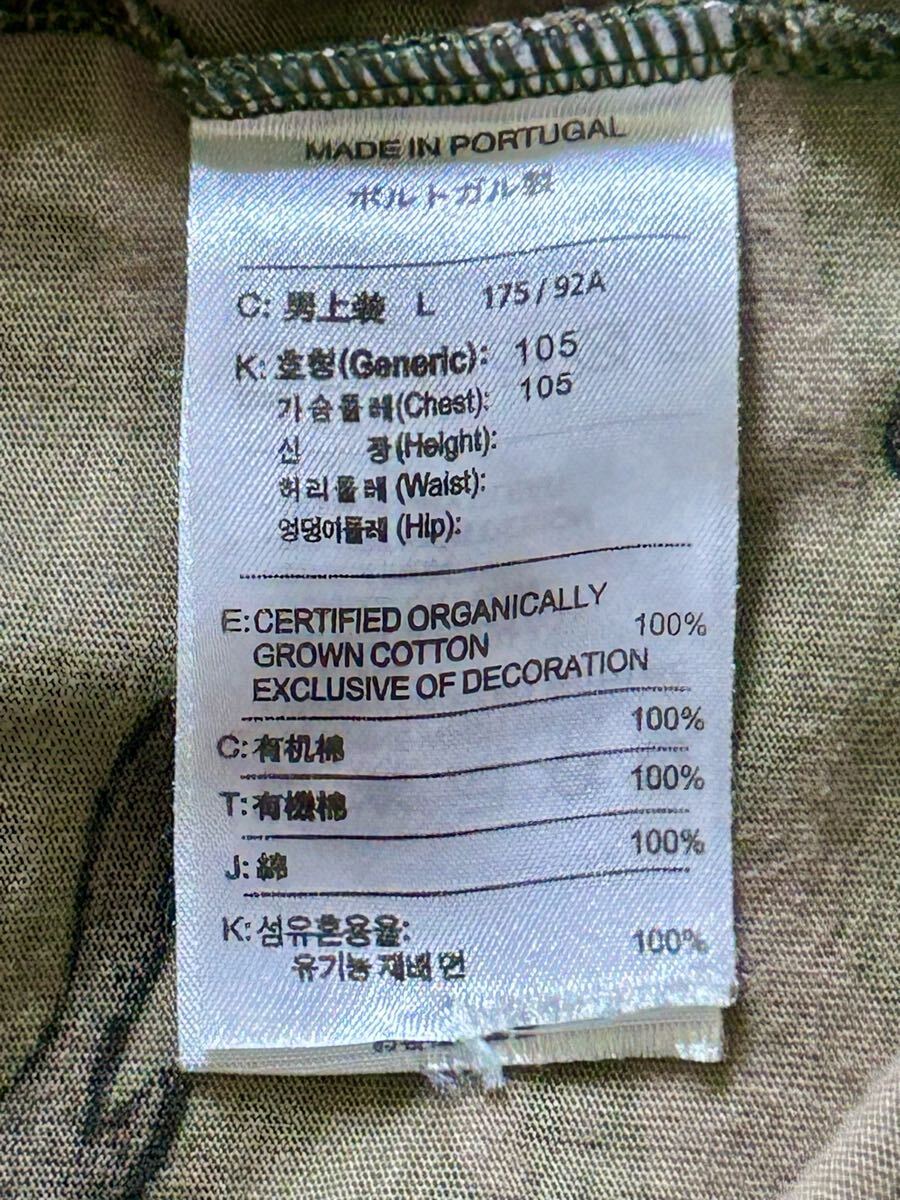 MADE IN PORTUGAL
ポルトガル製
C: 男上装 L 175/92A
K: 호칭(Generic): 105
가슴둘레(Chest): 105
신 장(Height):
허리둘레(Waist):
엉덩이둘레(Hip):
E: CERTIFIED ORGANICALLY 100%
GROWN COTTON
EXCLUSIVE OF DECORATION
C: 有机棉 100%
T: 有機棉 100%
J: 綿 100%
K: 섬유혼용율:
유기농 재배 면 100%